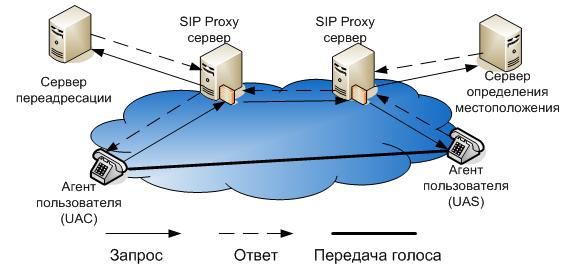 SIP Proxy
сервер
SIP Proxy
сервер
Сервер
переадресации
Сервер
определения
местоположения
Агент
пользователя
(UAC)
Агент
пользователя
(UAS)
Запрос
Ответ
Передача голоса